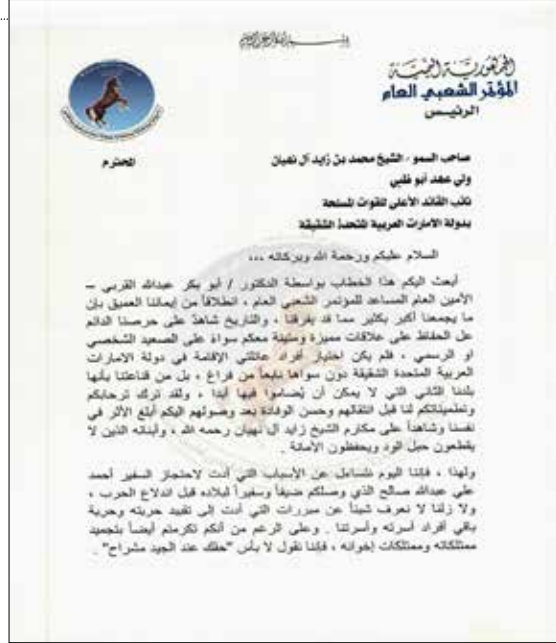 بسم الله الرحمن الرحيم
الجمهورية اليمنية
المؤتمر الشعبي العام
الرئيس
صاحب السمو / الشيخ محمد بن زايد آل نهيان المحترم
ولي عهد أبو ظبي
نائب القائد الأعلى للقوات المسلحة
بدولة الامارات العربية المتحدة الشقيقة
السلام عليكم ورحمة الله وبركاته ...
أبعث اليكم هذا الخطاب بواسطة الدكتور / أبو بكر عبدالله القربي –
الأمين العام المساعد للمؤتمر الشعبي العام ، انطلاقاً من إيماننا العميق بان
ما يجمعنا أكبر بكثير مما قد يفرقنا ، والتاريخ شاهدٌ على حرصنا الدائم
على الحفاظ على علاقات مميزة ومتينة معكم سواءً على الصعيد الشخصي
او الرسمي ، فلم يكن اختيار أفراد عائلتي الإقامة في دولة الامارات
العربية المتحدة الشقيقة دون سواها نابعاً من فراغ ، بل من قناعتنا بأنها
بلدنا الثاني التي لا يمكن أن يُضاموا فيها أبداً ، ولقد ترك ترحابكم
وتطميناتكم لنا قبل انتقالهم وحسن الوفادة بعد وصولهم اليكم أبلغ الأثر في
نفسنا وشاهداً على مكارم الشيخ زايد آل نهيان رحمه الله ، وأبنائه الذين لا
يقطعون حبل الود ويحفظون الأمانة .
ولهذا ، فإننا اليوم نتساءل عن الأسباب التي أدت لاحتجاز السفير أحمد
علي عبدالله صالح الذي وصلكم ضيفاً وسفيراً لبلاده قبل اندلاع الحرب ،
ولا زلنا لا نعرف شيئاً عن مبررات التي أدت إلى تقييد حريته وحرية
باقي أفراد أسرته وأسرتنا . وعلى الرغم من أنكم تكرمتم أيضاً بتجميد
ممتلكاته وممتلكات إخوانه ، فإننا نقول لا بأس "حقك عند الجيد مشراح" .